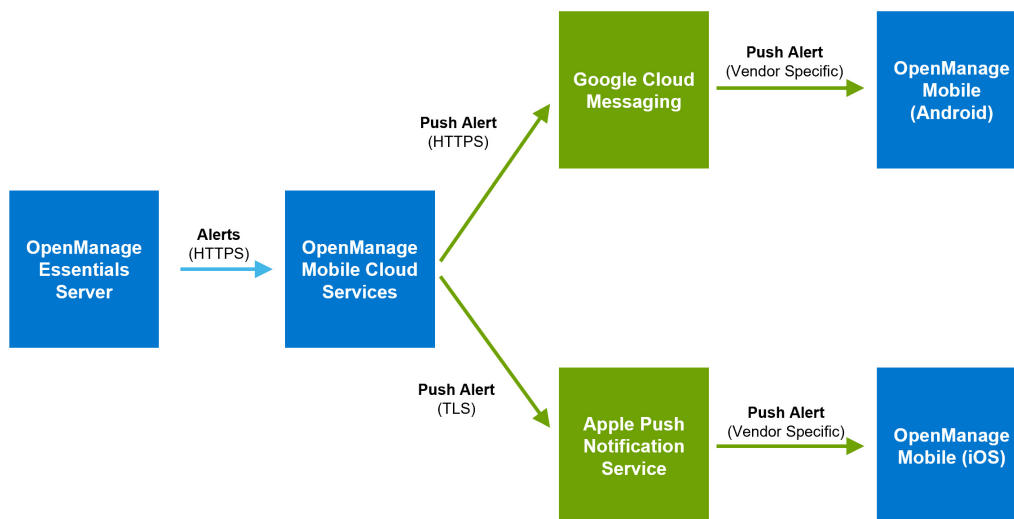 OpenManage
Essentials
Server
Alerts
(HTTPS)
OpenManage
Mobile Cloud
Services
Push Alert
(HTTPS)
Google Cloud
Messaging
Push Alert
(Vendor Specific)
OpenManage
Mobile
(Android)
Push Alert
(TLS)
Apple Push
Notification
Service
Push Alert
(Vendor Specific)
OpenManage
Mobile (iOS)